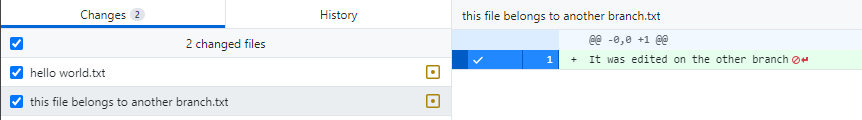 Changes 2 History
2 changed files
hello world.txt
this file belongs to another branch.txt
this file belongs to another branch.txt
@@ -0,0 +1 @@
1 + It was edited on the other branch